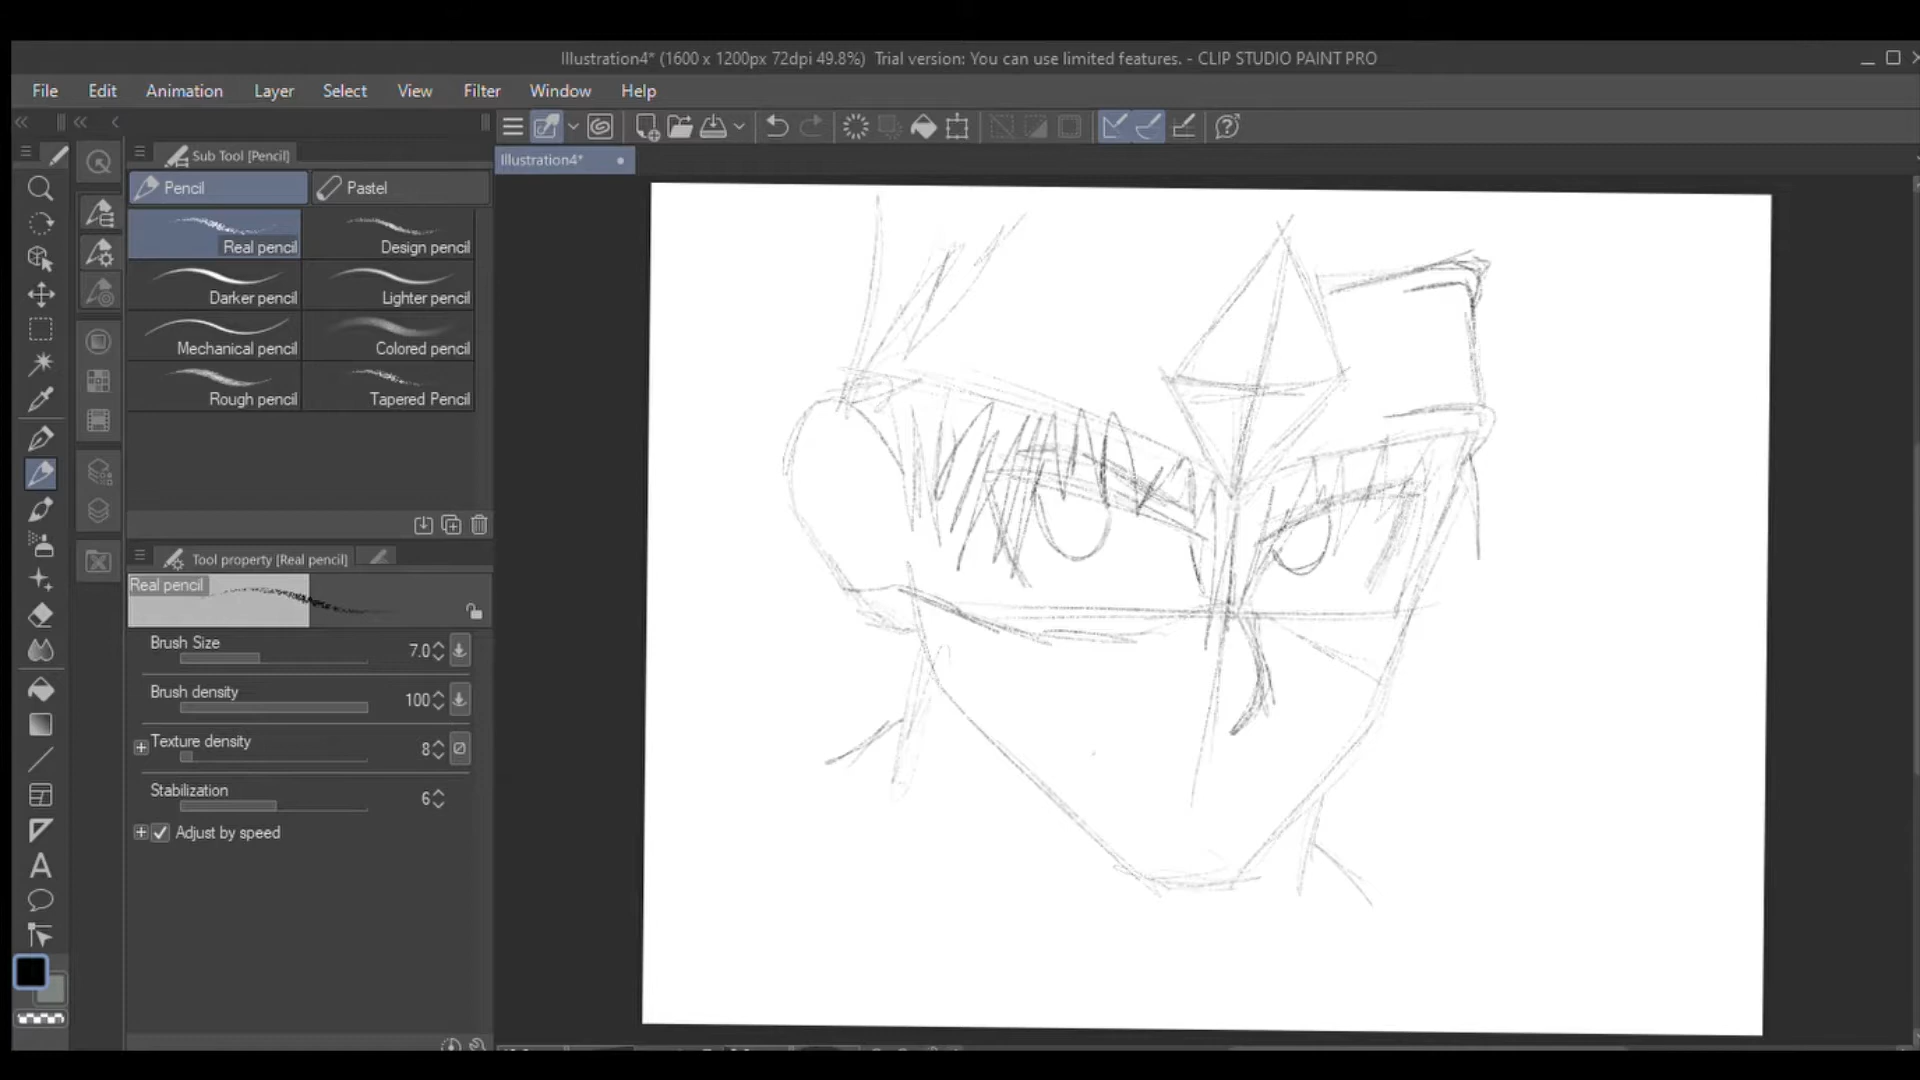 Illustration4* (1600 x 1200px 72dpi 49.8%) Trial version: You can use limited features. - CLIP STUDIO PAINT PRO
File Edit Animation Layer Select View Filter Window Help
Sub Tool [Pencil]
Illustration4*
Pencil
Pastel
Real pencil
Design pencil
Darker pencil
Lighter pencil
Mechanical pencil
Colored pencil
Rough pencil
Tapered Pencil
Tool property [Real pencil]
Real pencil
Brush Size
7.0
Brush density
100
Texture density
8
Stabilization
6
Adjust by speed